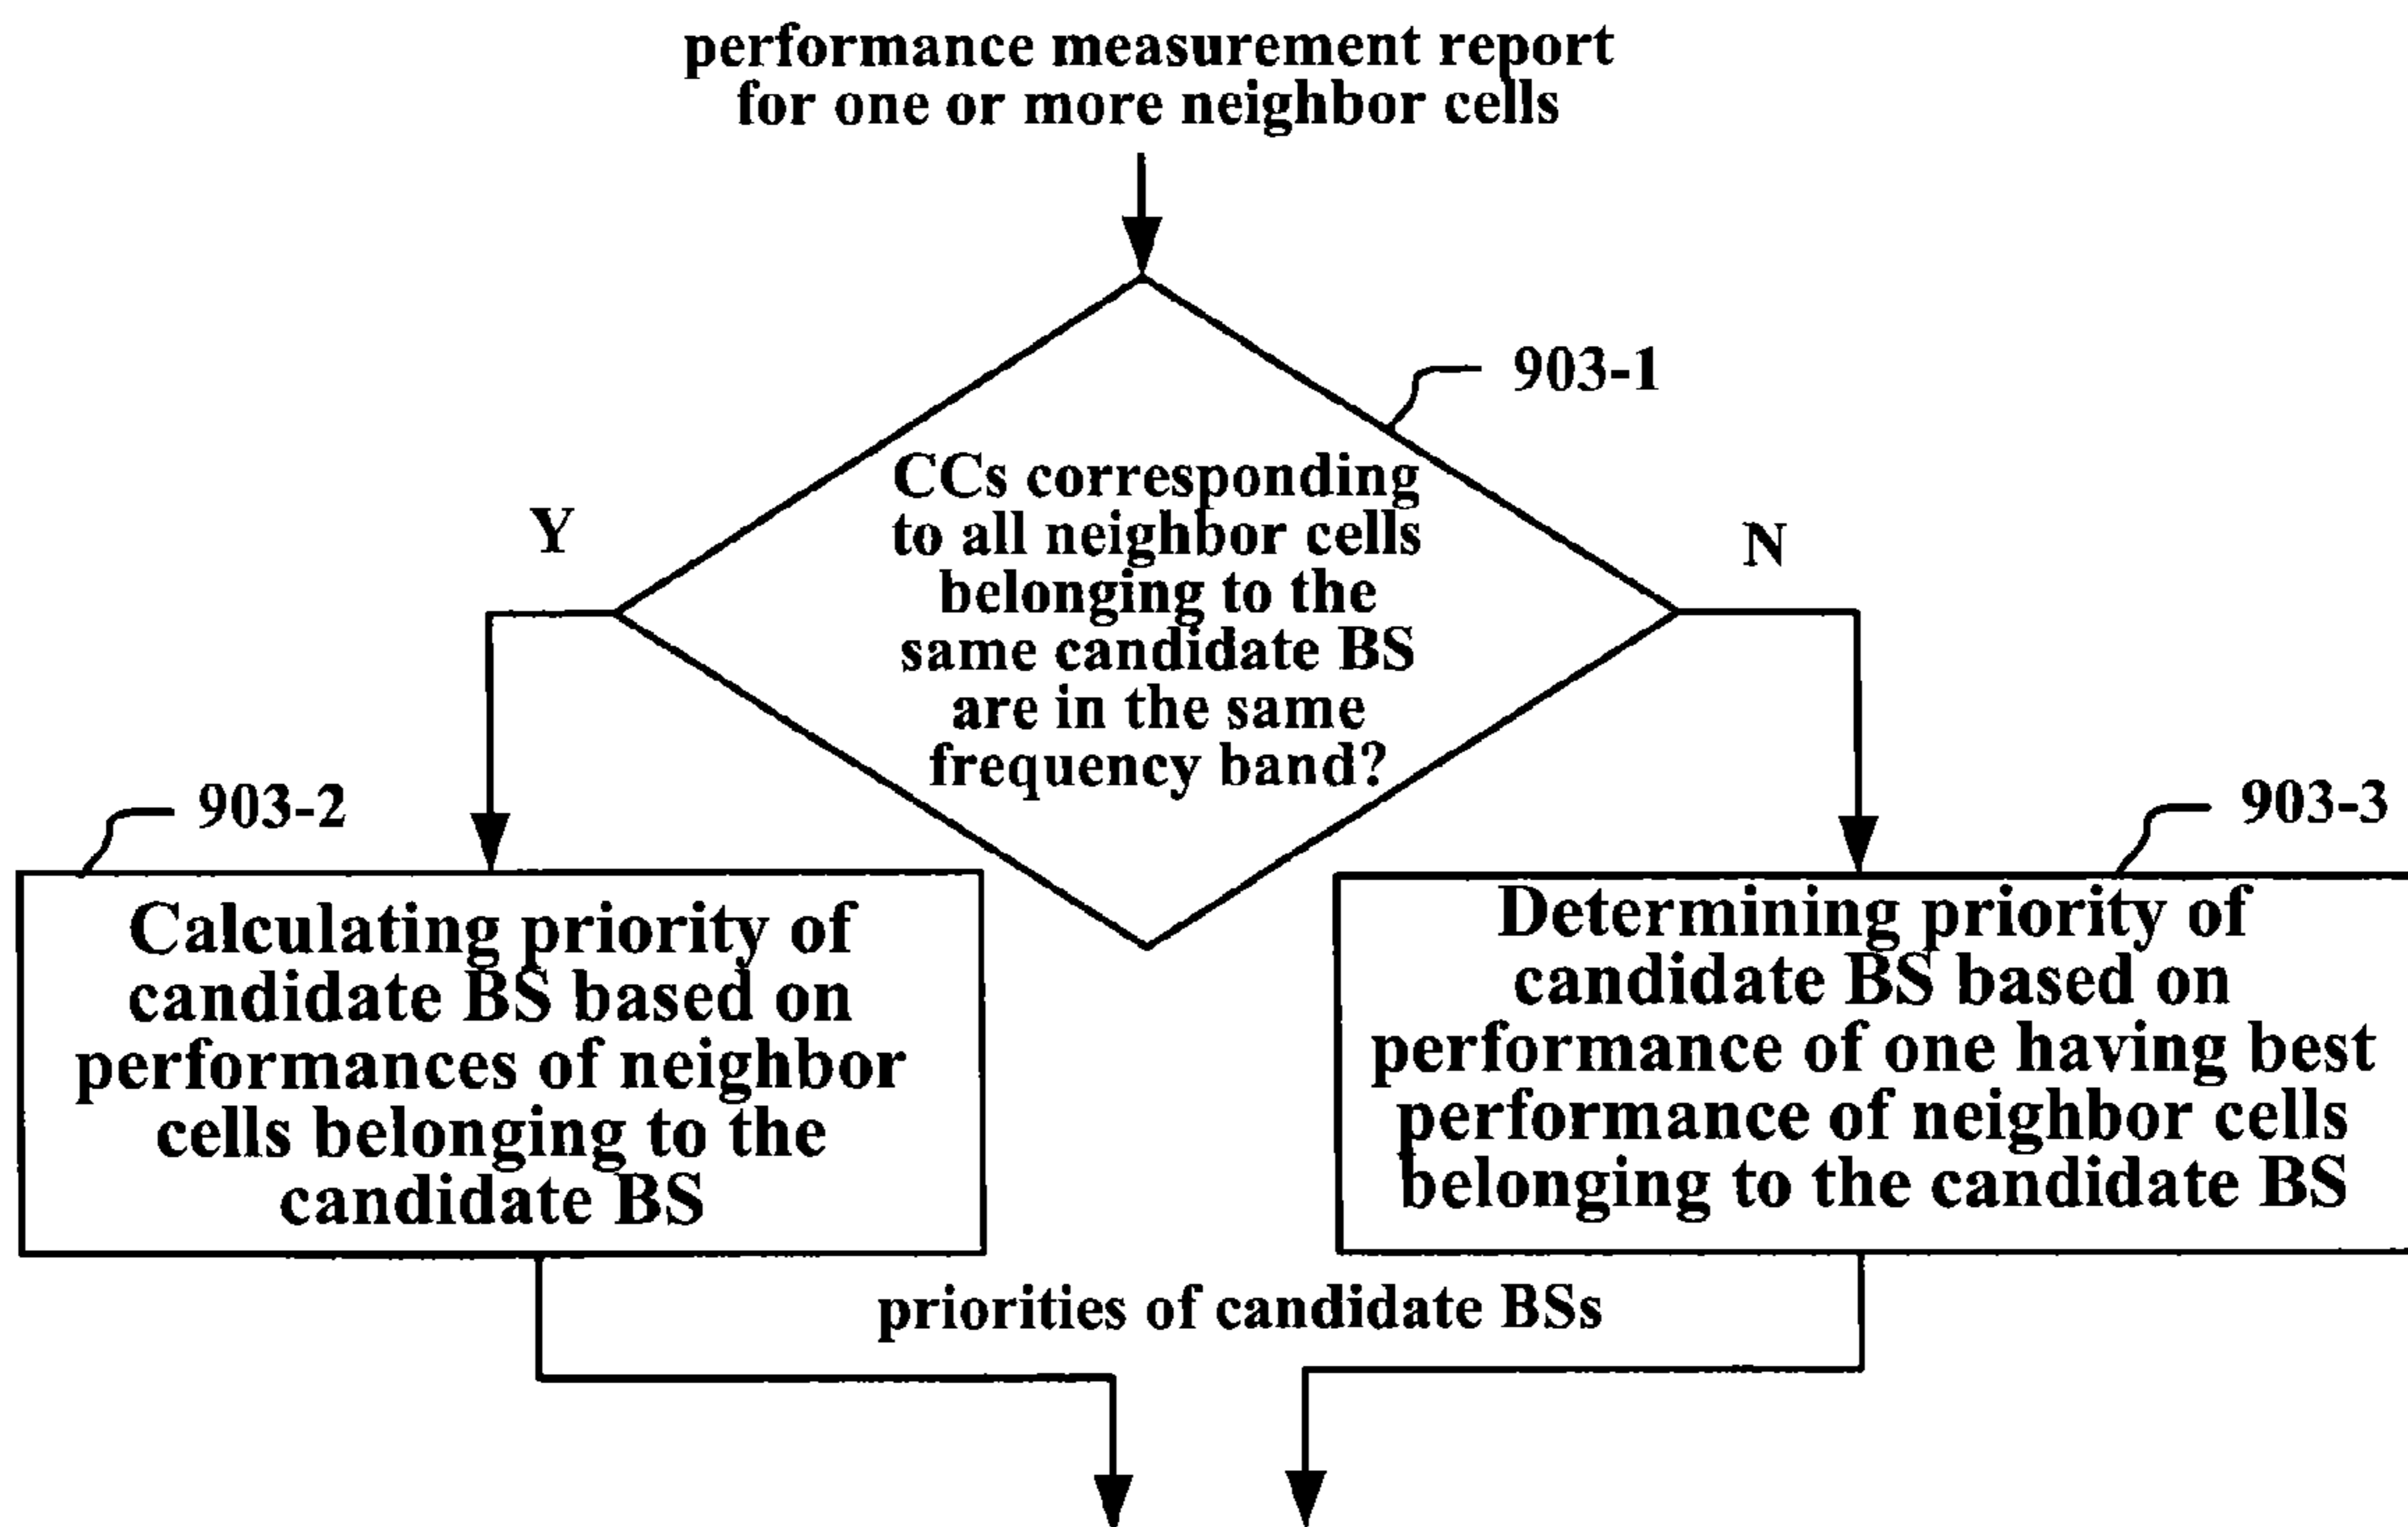 performance measurement report
for one or more neighbor cells
903-1
CCs corresponding
to all neighbor cells
belonging to the
same candidate BS
are in the same
frequency band?
Y
N
903-2
903-3
Calculating priority of
candidate BS based on
performances of neighbor
cells belonging to the
candidate BS
Determining priority of
candidate BS based on
performance of one having best
performance of neighbor cells
belonging to the candidate BS
priorities of candidate BSs